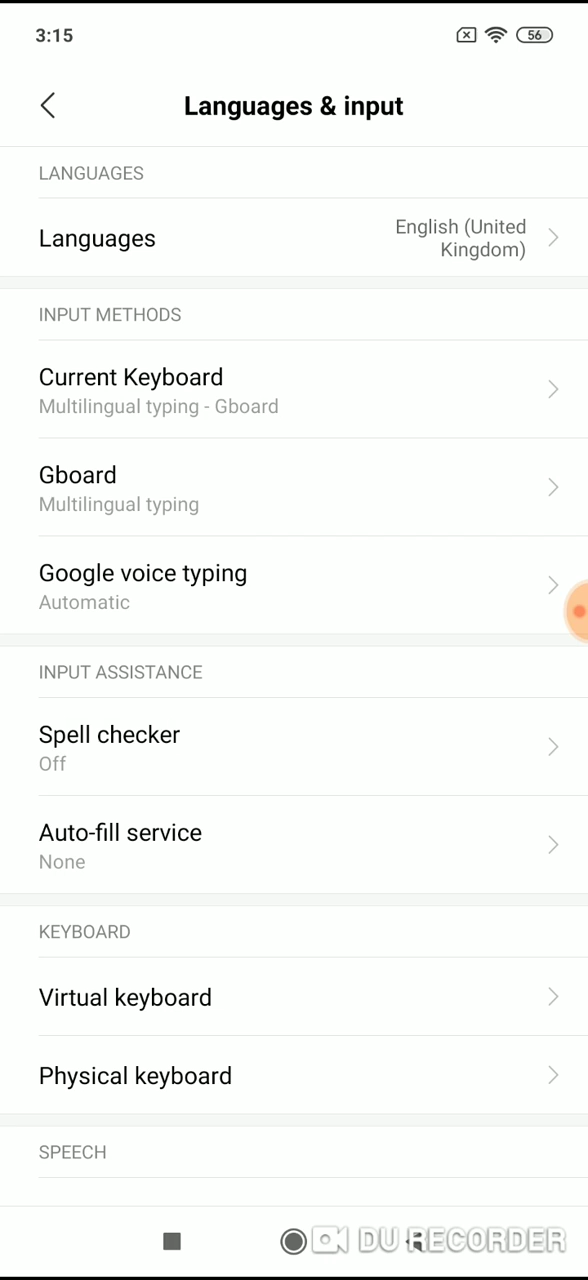 3:15
56
Languages & input
LANGUAGES
Languages
English (United
Kingdom)
INPUT METHODS
Current Keyboard
Multilingual typing - Gboard
Gboard
Multilingual typing
Google voice typing
Automatic
INPUT ASSISTANCE
Spell checker
Off
Auto-fill service
None
KEYBOARD
Virtual keyboard
Physical keyboard
SPEECH
DU RECORDER